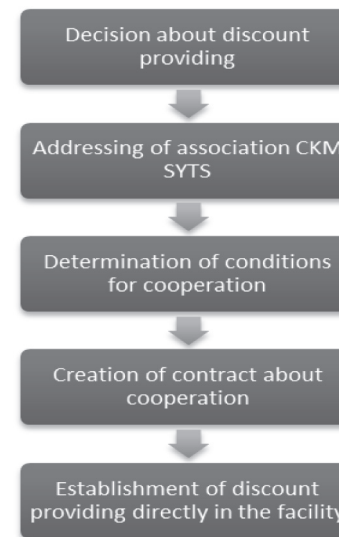 Decision about discount
providing
Addressing of association CKM
SYTS
Determination of conditions
for cooperation
Creation of contract about
cooperation
Establishment of discount
providing directly in the facility